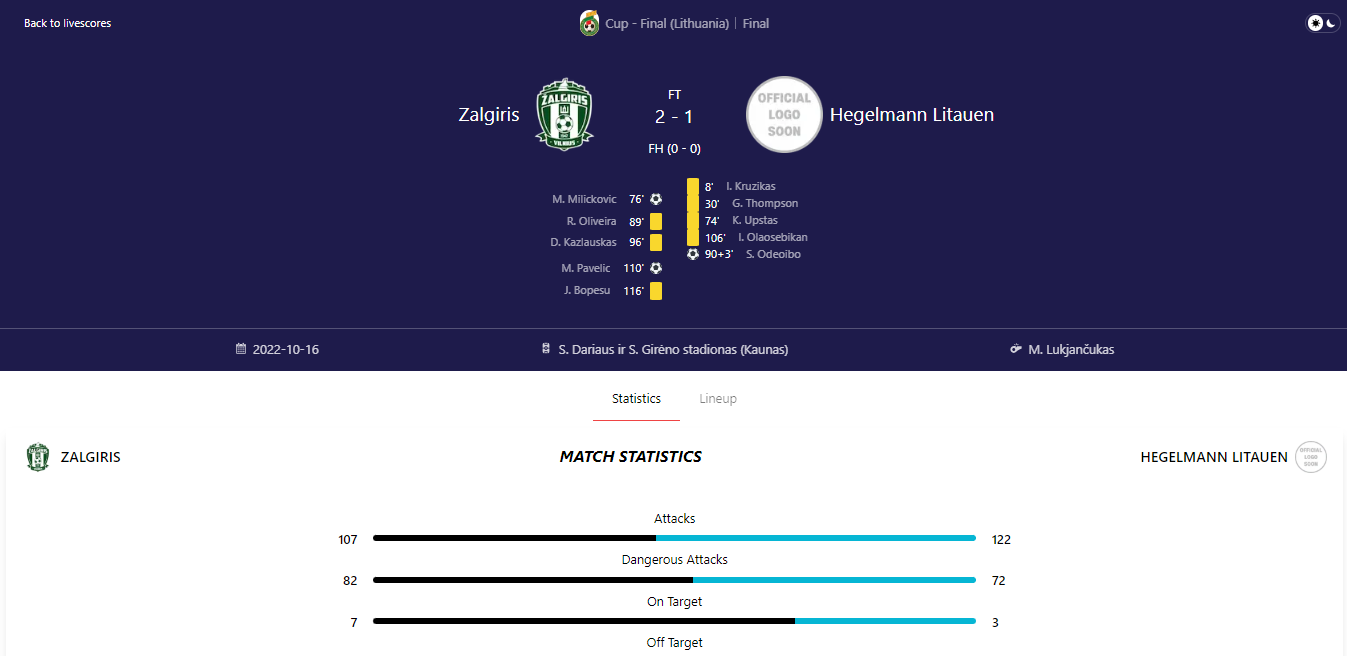 Back to livescores
Cup - Final (Lithuania) | Final
Zalgiris
ŽALGIRIS
VILNIUS
FT
2 - 1
FH (0 - 0)
OFFICIAL
LOGO
SOON
Hegelmann Litauen
M. Milickovic 76'
R. Oliveira 89'
D. Kazlauskas 96'
M. Pavelic 110'
J. Bopesu 116'
8' I. Kruzikas
30' G. Thompson
74' K. Upstas
106' I. Olaosebikan
90+3' S. Odeoibo
2022-10-16
S. Dariaus ir S. Girėno stadionas (Kaunas)
M. Lukjančukas
Statistics
Lineup
ZALGIRIS
MATCH STATISTICS
HEGELMANN LITAUEN
OFFICIAL
LOGO
SOON
Attacks
107 122
Dangerous Attacks
82 72
On Target
7 3
Off Target